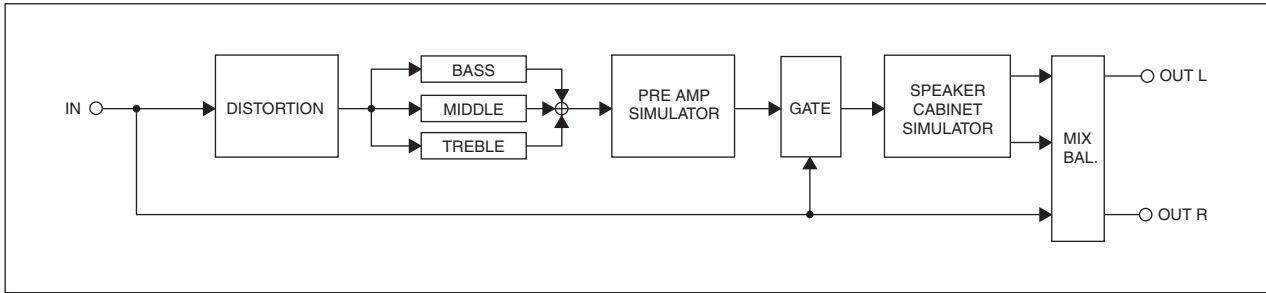 IN
DISTORTION
BASS
MIDDLE
TREBLE
PRE AMP
SIMULATOR
GATE
SPEAKER
CABINET
SIMULATOR
MIX
BAL.
OUT L
OUT R